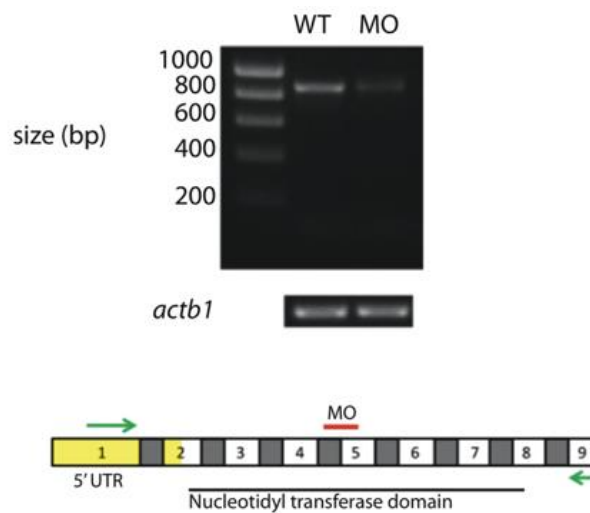 WT MO
1000
800
600
size (bp)
400
200
actb1
MO
1 2 3 4 5 6 7 8 9
5' UTR
Nucleotidyl transferase domain